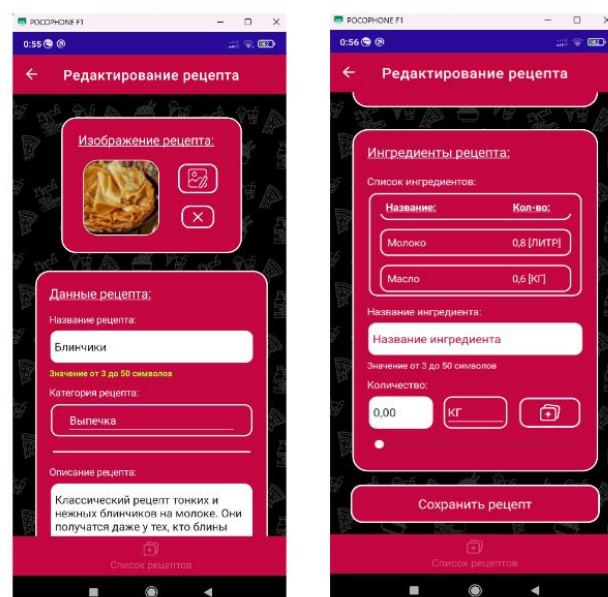 POCOPHONE F1
0:55
Редактирование рецепта
Изображение рецепта:
Данные рецепта:
Название рецепта:
Блинчики
Значение от 3 до 50 символов
Категория рецепта:
Выпечка
Описание рецепта:
Классический рецепт тонких и
нежных блинчиков на молоке. Они
получатся даже у тех, кто блины
Список рецептов
POCOPHONE F1
0:56
Редактирование рецепта
Ингредиенты рецепта:
Список ингредиентов:
Название: Кол-во:
Молоко 0,8 [ЛИТР]
Масло 0,6 [КГ]
Название ингредиента:
Название ингредиента
Значение от 3 до 50 символов
Количество:
0,00 КГ
Сохранить рецепт
Список рецептов